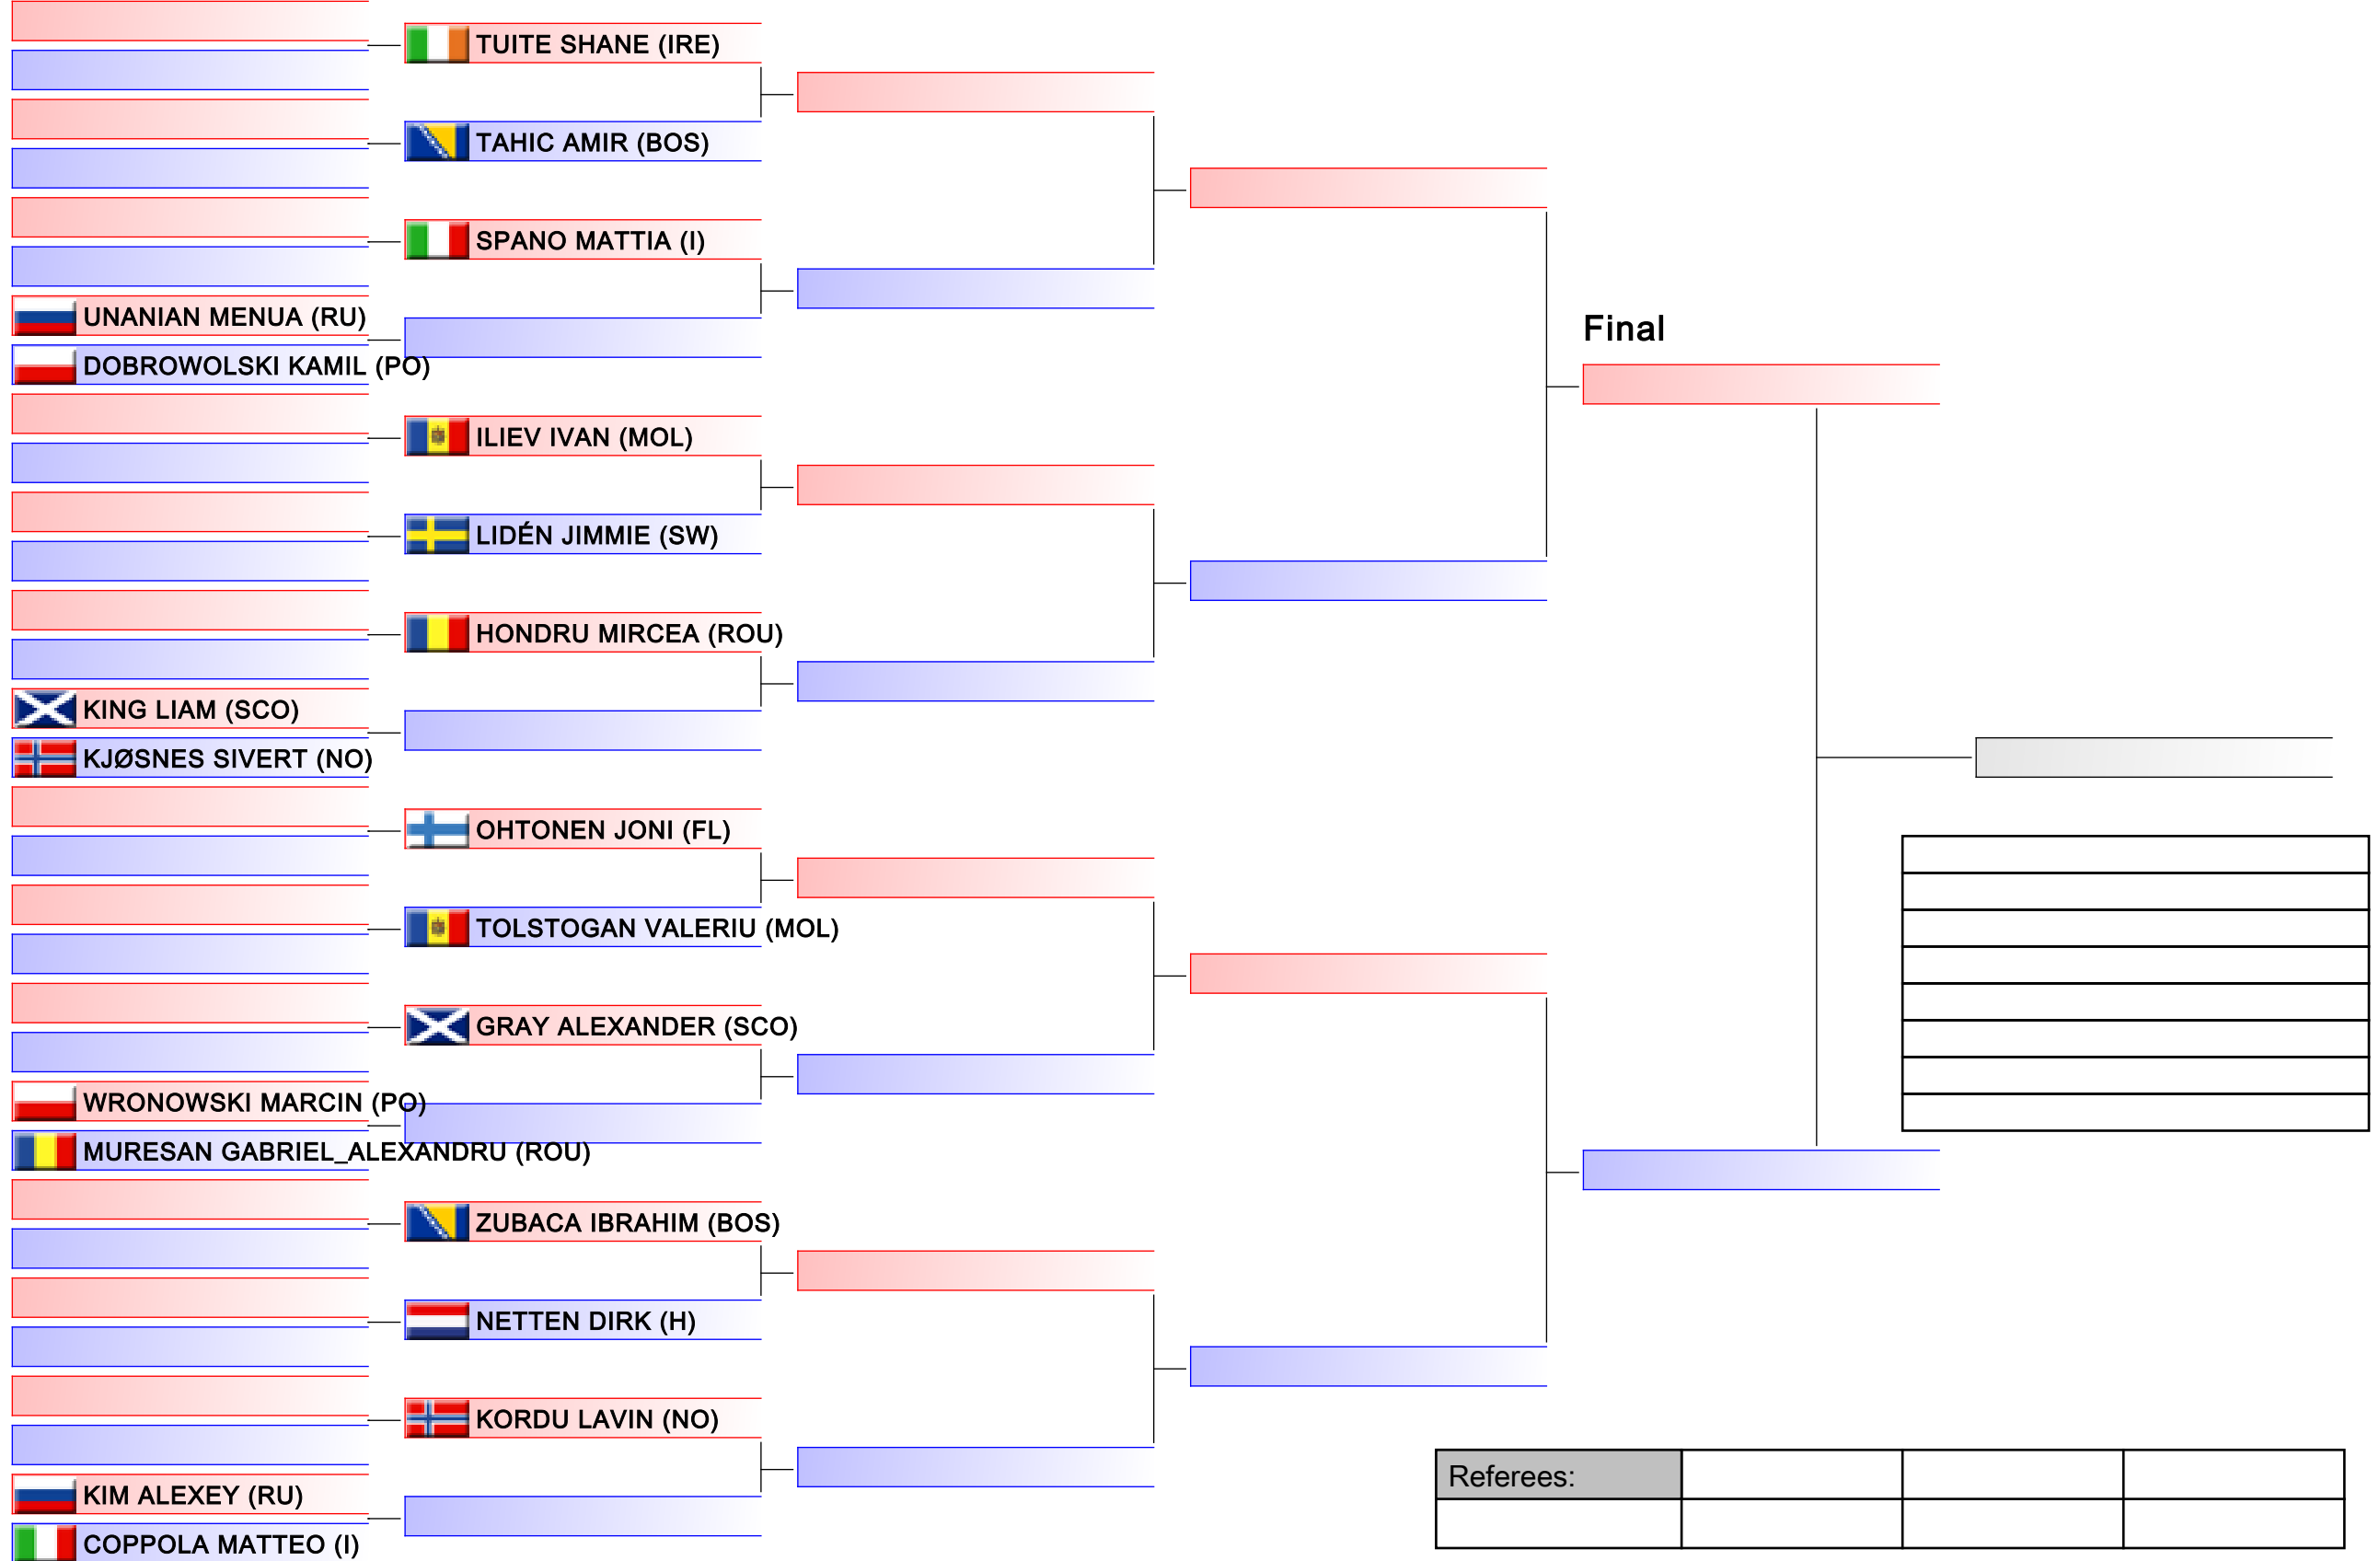 TUITE SHANE (IRE)
TAHIC AMIR (BOS)
SPANO MATTIA (I)
UNANIAN MENUA (RU)
DOBROWOLSKI KAMIL (PO)
Final
ILIEV IVAN (MOL)
LIDÉN JIMMIE (SW)
HONDRU MIRCEA (ROU)
KING LIAM (SCO)
KJØSNES SIVERT (NO)
OHTONEN JONI (FL)
TOLSTOGAN VALERIU (MOL)
GRAY ALEXANDER (SCO)
WRONOWSKI MARCIN (PO)
MURESAN GABRIEL_ALEXANDRU (ROU)
ZUBACA IBRAHIM (BOS)
NETTEN DIRK (H)
KORDU LAVIN (NO)
Referees:
KIM ALEXEY (RU)
COPPOLA MATTEO (I)